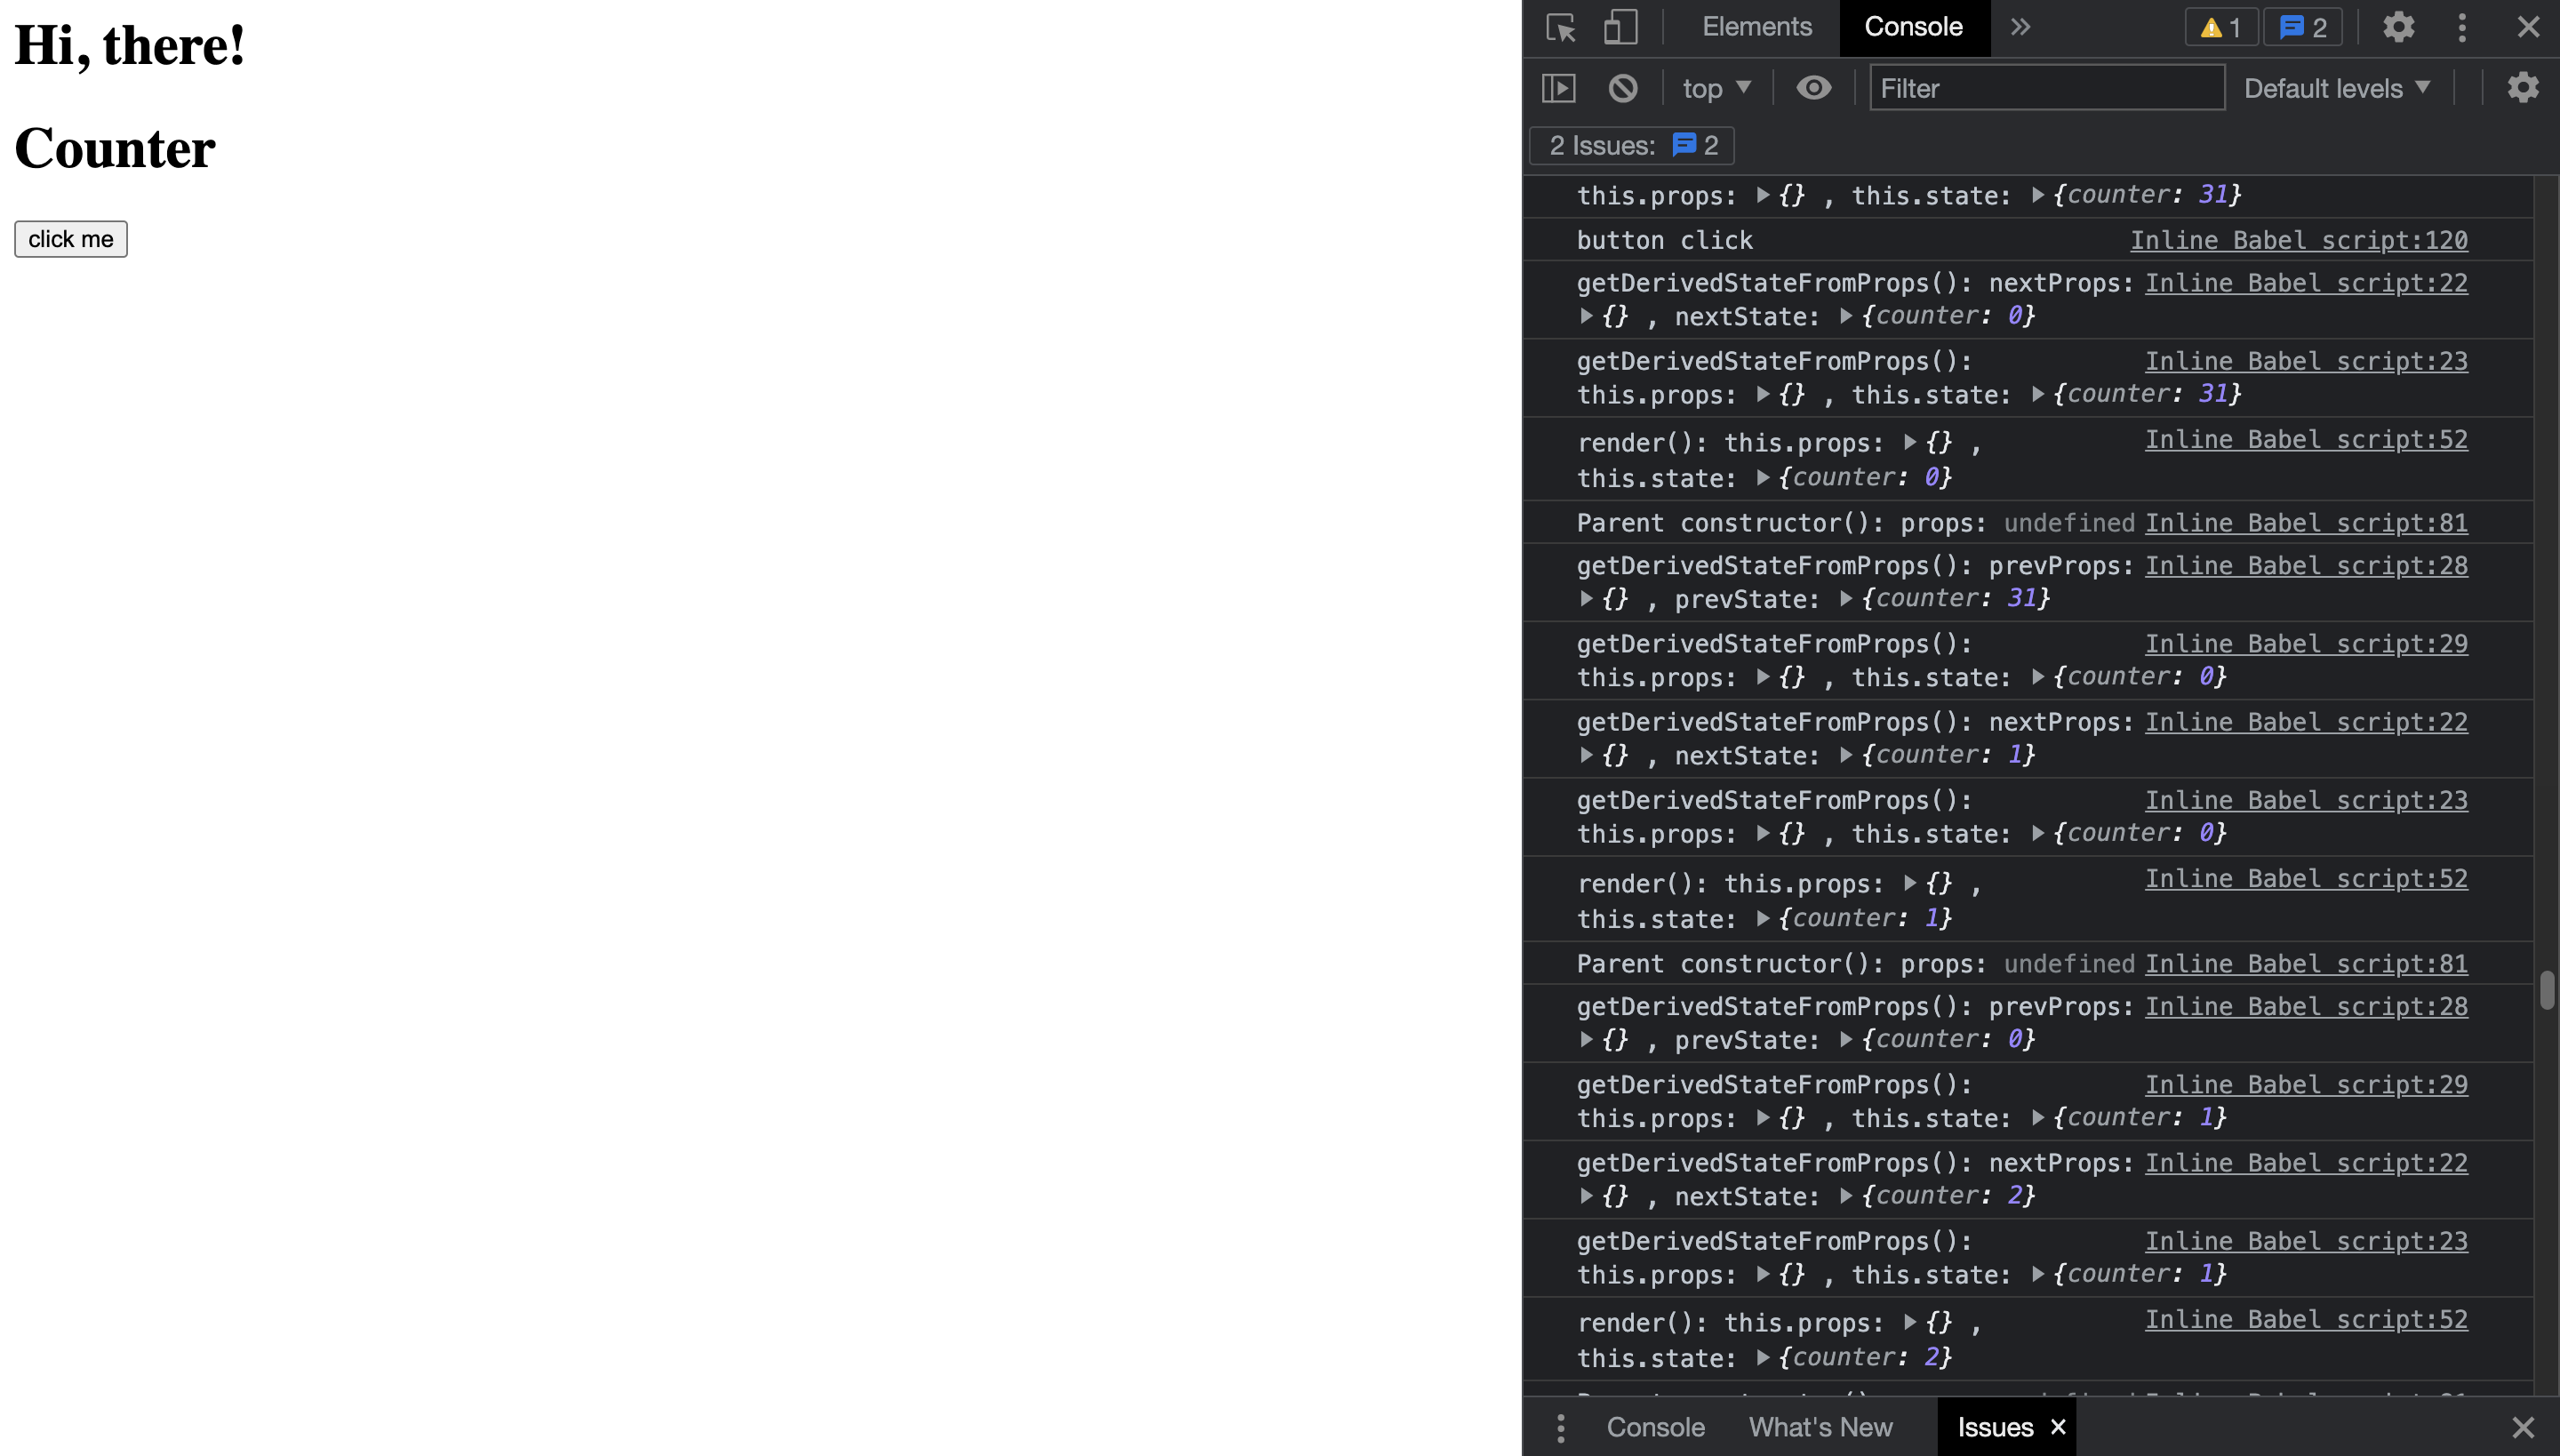 Hi, there!
Counter
click me
Elements
Console
1
2
top
Filter
Default levels
2 Issues: 2
this.props: {} , this.state: {counter: 31}
button click Inline Babel script:120
getDerivedStateFromProps(): nextProps: Inline Babel script:22
{} , nextState: {counter: 0}
getDerivedStateFromProps(): Inline Babel script:23
this.props: {} , this.state: {counter: 31}
render(): this.props: {} , Inline Babel script:52
this.state: {counter: 0}
Parent constructor(): props: undefined Inline Babel script:81
getDerivedStateFromProps(): prevProps: Inline Babel script:28
{} , prevState: {counter: 31}
getDerivedStateFromProps(): Inline Babel script:29
this.props: {} , this.state: {counter: 0}
getDerivedStateFromProps(): nextProps: Inline Babel script:22
{} , nextState: {counter: 1}
getDerivedStateFromProps(): Inline Babel script:23
this.props: {} , this.state: {counter: 0}
render(): this.props: {} , Inline Babel script:52
this.state: {counter: 1}
Parent constructor(): props: undefined Inline Babel script:81
getDerivedStateFromProps(): prevProps: Inline Babel script:28
{} , prevState: {counter: 0}
getDerivedStateFromProps(): Inline Babel script:29
this.props: {} , this.state: {counter: 1}
getDerivedStateFromProps(): nextProps: Inline Babel script:22
{} , nextState: {counter: 2}
getDerivedStateFromProps(): Inline Babel script:23
this.props: {} , this.state: {counter: 1}
render(): this.props: {} , Inline Babel script:52
this.state: {counter: 2}
Console
What's New
Issues